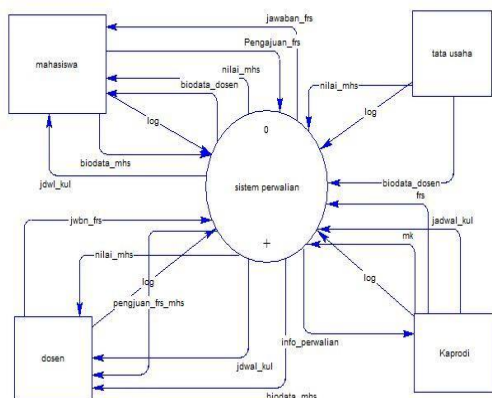 jawaban_frs
Pengajuan_frs
mahasiswa
nilai_mhs
biodata_dosen
log
biodata_mhs
jdwl_kul
tata usaha
nilai_mhs
log
biodata_dosen
0
sistem perwalian
+
frs
jadwal_kul
mk
log
Kaprodi
info_perwalian
jwbn_frs
nilai_mhs
log
pengjuan_frs_mhs
dosen
jdwal_kul
biodata_mhs